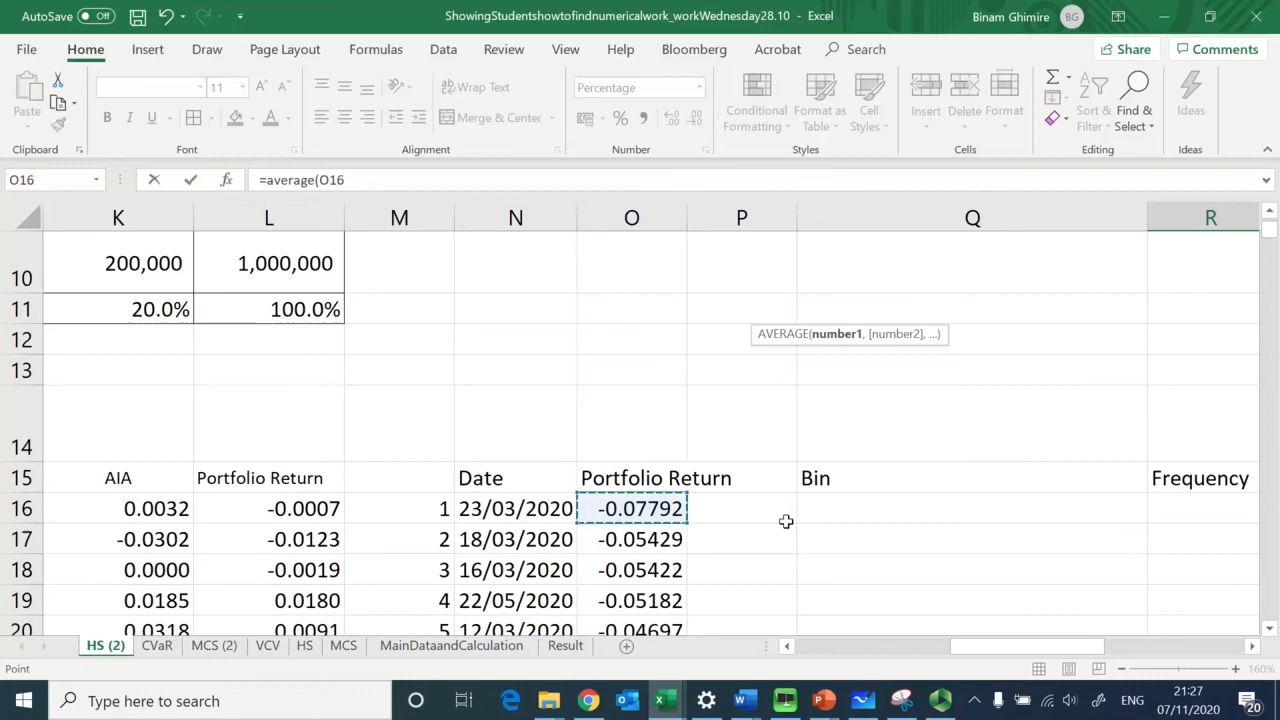 AutoSave Off ShowingStudentshowtofindnumericalwork_workWednesday28.10 - Excel Binam Ghimire BG
File Home Insert Draw Page Layout Formulas Data Review View Help Bloomberg Acrobat Search Share Comments
Paste 11 A A ab Wrap Text Percentage Conditional Formatting Format as Table Cell Styles Insert Delete Format Sort & Filter Find & Select Ideas
B I U A Merge & Center % ,
Clipboard Font Alignment Number Styles Cells Editing Ideas
O16 fx =average(O16
K L M N O P Q R
10 200,000 1,000,000
11 20.0% 100.0%
12 AVERAGE(number1, [number2], ...)
13
14
15 AIA Portfolio Return Date Portfolio Return Bin Frequency
16 0.0032 -0.0007 1 23/03/2020 -0.07792
17 -0.0302 -0.0123 2 18/03/2020 -0.05429
18 0.0000 -0.0019 3 16/03/2020 -0.05422
19 0.0185 0.0180 4 22/05/2020 -0.05182
20 0.0318 0.0091 5 12/03/2020 -0.04697
HS (2) CVaR MCS (2) VCV HS MCS MainDataandCalculation Result
Point 160%
Type here to search ENG 21:27 07/11/2020 20